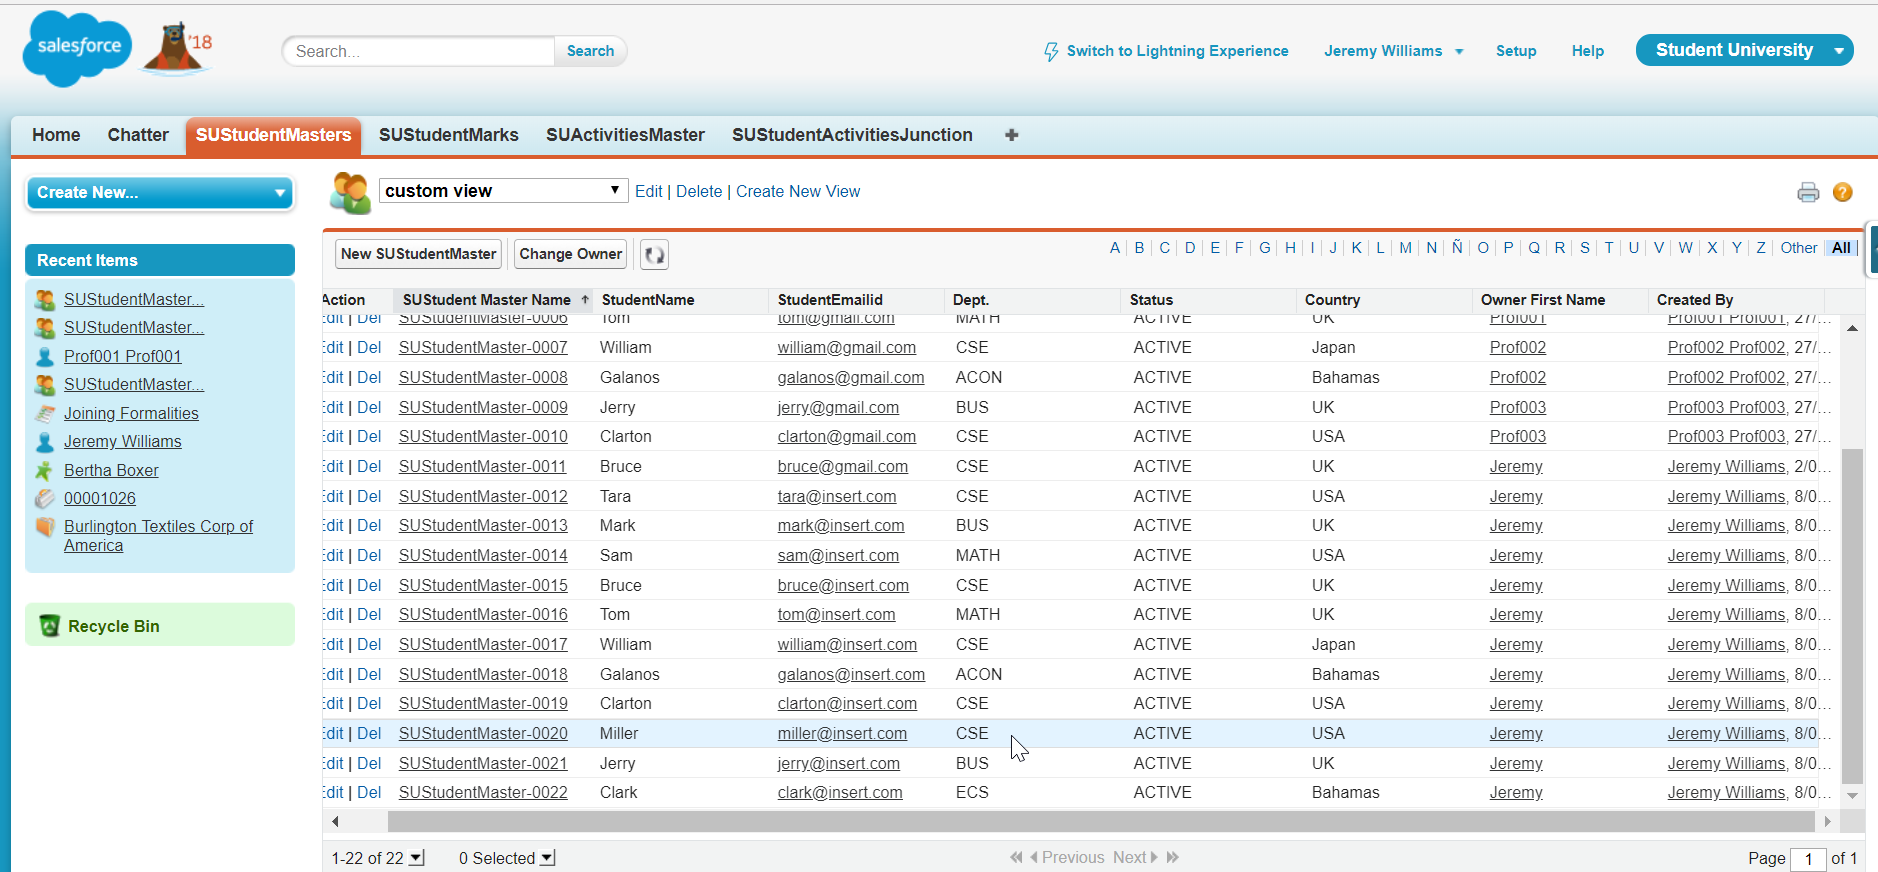 salesforce '18 Search... Search Switch to Lightning Experience Jeremy Williams Setup Help Student University
Home Chatter SUStudentMasters SUStudentMarks SUActivitiesMaster SUStudentActivitiesJunction
Create New...
Recent Items
SUStudentMaster...
SUStudentMaster...
Prof001 Prof001
SUStudentMaster...
Joining Formalities
Jeremy Williams
Bertha Boxer
00001026
Burlington Textiles Corp of
America
Recycle Bin
custom view Edit | Delete | Create New View
New SUStudentMaster Change Owner A B C D E F G H I J K L M N Ñ O P Q R S T U V W X Y Z Other All
Action SUStudent Master Name StudentName StudentEmailid Dept. Status Country Owner First Name Created By
Edit | Del SUStudentMaster-0006 Tom tom@gmail.com MATH ACTIVE UK Prof001 Prof001 Prof001, 27/...
Edit | Del SUStudentMaster-0007 William william@gmail.com CSE ACTIVE Japan Prof002 Prof002 Prof002, 27/...
Edit | Del SUStudentMaster-0008 Galanos galanos@gmail.com ACON ACTIVE Bahamas Prof002 Prof002 Prof002, 27/...
Edit | Del SUStudentMaster-0009 Jerry jerry@gmail.com BUS ACTIVE UK Prof003 Prof003 Prof003, 27/...
Edit | Del SUStudentMaster-0010 Clarton clarton@gmail.com CSE ACTIVE USA Prof003 Prof003 Prof003, 27/...
Edit | Del SUStudentMaster-0011 Bruce bruce@gmail.com CSE ACTIVE UK Jeremy Jeremy Williams, 2/0...
Edit | Del SUStudentMaster-0012 Tara tara@insert.com CSE ACTIVE USA Jeremy Jeremy Williams, 8/0...
Edit | Del SUStudentMaster-0013 Mark mark@insert.com BUS ACTIVE UK Jeremy Jeremy Williams, 8/0...
Edit | Del SUStudentMaster-0014 Sam sam@insert.com MATH ACTIVE USA Jeremy Jeremy Williams, 8/0...
Edit | Del SUStudentMaster-0015 Bruce bruce@insert.com CSE ACTIVE UK Jeremy Jeremy Williams, 8/0...
Edit | Del SUStudentMaster-0016 Tom tom@insert.com MATH ACTIVE UK Jeremy Jeremy Williams, 8/0...
Edit | Del SUStudentMaster-0017 William william@insert.com CSE ACTIVE Japan Jeremy Jeremy Williams, 8/0...
Edit | Del SUStudentMaster-0018 Galanos galanos@insert.com ACON ACTIVE Bahamas Jeremy Jeremy Williams, 8/0...
Edit | Del SUStudentMaster-0019 Clarton clarton@insert.com CSE ACTIVE USA Jeremy Jeremy Williams, 8/0...
Edit | Del SUStudentMaster-0020 Miller miller@insert.com CSE ACTIVE USA Jeremy Jeremy Williams, 8/0...
Edit | Del SUStudentMaster-0021 Jerry jerry@insert.com BUS ACTIVE UK Jeremy Jeremy Williams, 8/0...
Edit | Del SUStudentMaster-0022 Clark clark@insert.com ECS ACTIVE Bahamas Jeremy Jeremy Williams, 8/0...
1-22 of 22 0 Selected Previous Next Page 1 of 1